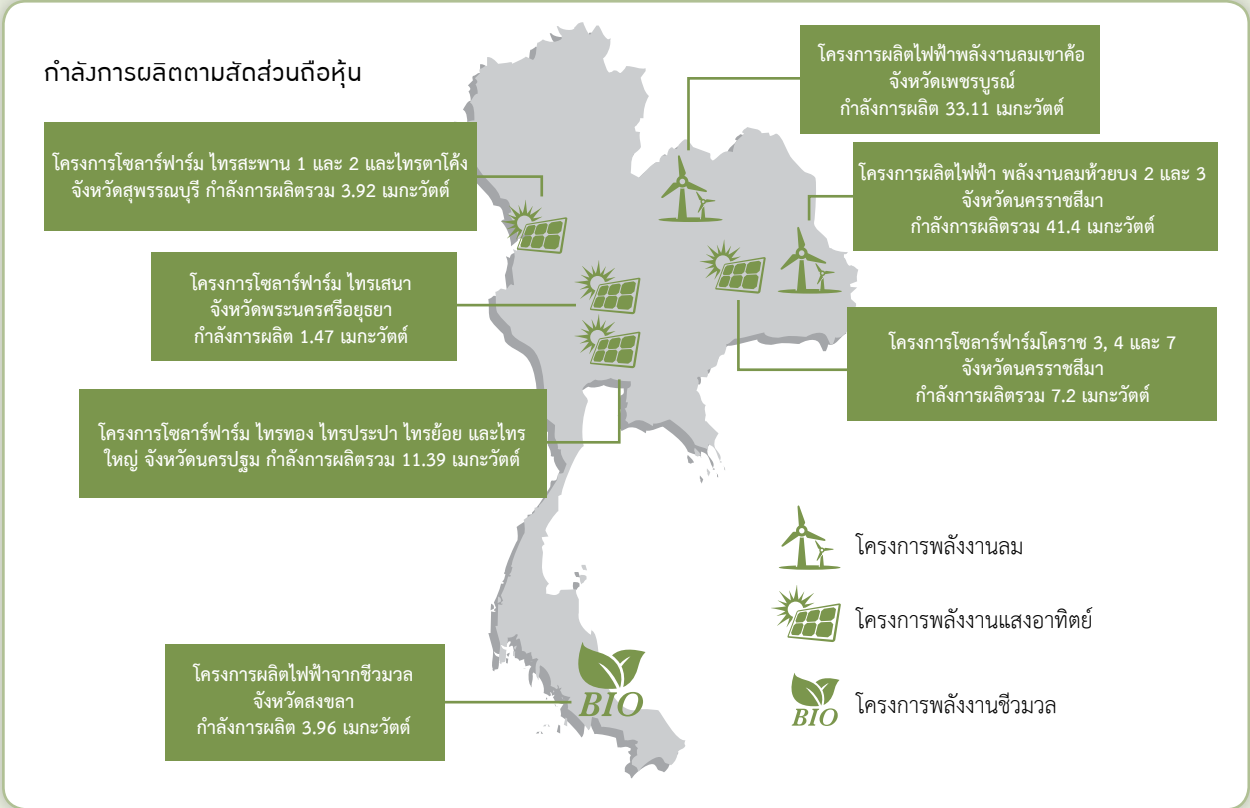 กำลังการผลิตตามสัดส่วนถือหุ้น
โครงการผลิตไฟฟ้าพลังงานลมเขาค้อ
จังหวัดเพชรบูรณ์
กำลังการผลิต 33.11 เมกะวัตต์
โครงการโซลาร์ฟาร์ม ไทรสะพาน 1 และ 2 และไทรตาโค้ง
จังหวัดสุพรรณบุรี กำลังการผลิตรวม 3.92 เมกะวัตต์
โครงการผลิตไฟฟ้า พลังงานลมห้วยบง 2 และ 3
จังหวัดนครราชสีมา
กำลังการผลิตรวม 41.4 เมกะวัตต์
โครงการโซลาร์ฟาร์ม ไทรเสนา
จังหวัดพระนครศรีอยุธยา
กำลังการผลิต 1.47 เมกะวัตต์
โครงการโซลาร์ฟาร์มโคราช 3, 4 และ 7
จังหวัดนครราชสีมา
กำลังการผลิตรวม 7.2 เมกะวัตต์
โครงการโซลาร์ฟาร์ม ไทรทอง ไทรประปา ไทรย้อย และไทร
ใหญ่ จังหวัดนครปฐม กำลังการผลิตรวม 11.39 เมกะวัตต์
โครงการพลังงานลม
โครงการพลังงานแสงอาทิตย์
โครงการผลิตไฟฟ้าจากชีวมวล
จังหวัดสงขลา
กำลังการผลิต 3.96 เมกะวัตต์
BIO
BIO
โครงการพลังงานชีวมวล